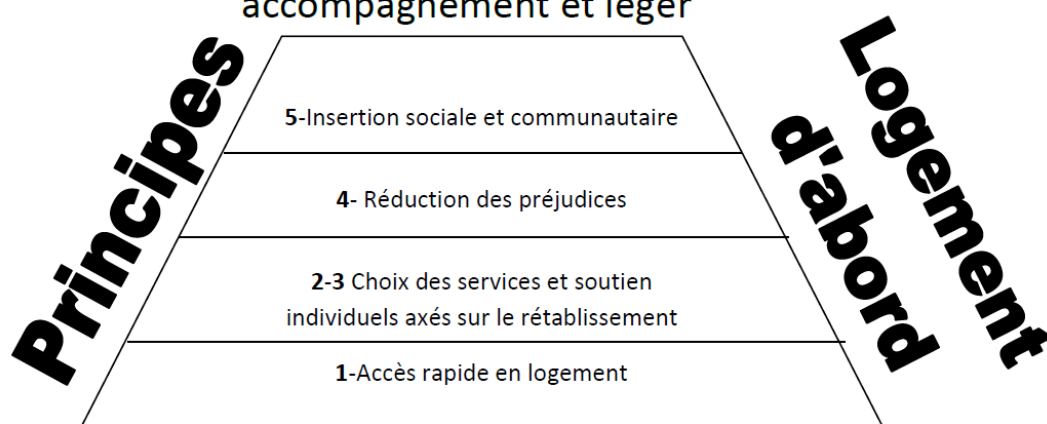 accompagnement et léger
Principes
Logement
d'abord
5-Insertion sociale et communautaire
4- Réduction des préjudices
2-3 Choix des services et soutien
individuels axés sur le rétablissement
1-Accès rapide en logement